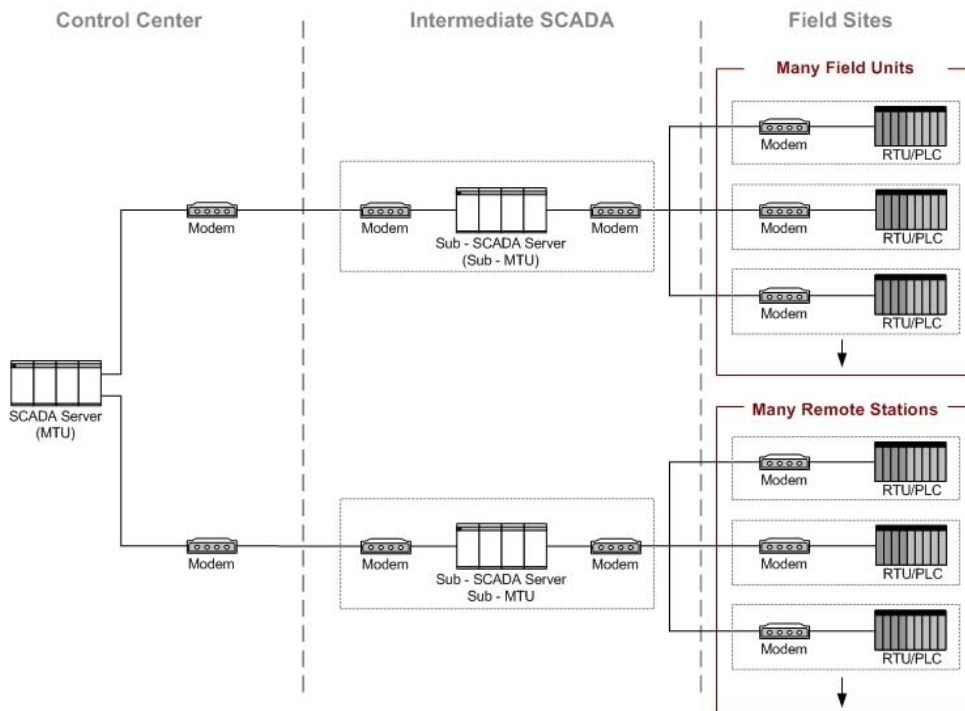 Control Center
Intermediate SCADA
Field Sites
Many Field Units
Modem
RTU/PLC
Modem
Modem
Sub - SCADA Server
(Sub - MTU)
Modem
Modem
RTU/PLC
Modem
RTU/PLC
SCADA Server
(MTU)
Many Remote Stations
Modem
RTU/PLC
Modem
Modem
Sub - SCADA Server
Sub - MTU
Modem
Modem
RTU/PLC
Modem
RTU/PLC